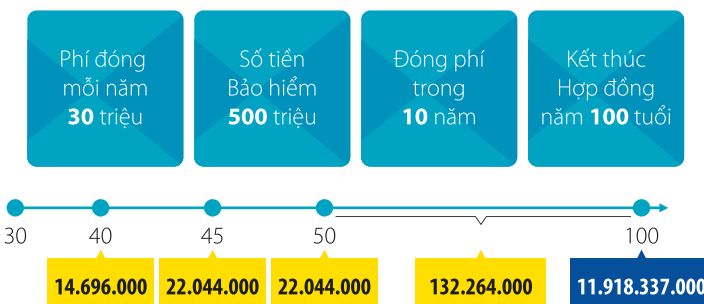 Phí đóng
mỗi năm
30 triệu
Số tiền
Bảo hiểm
500 triệu
Đóng phí
trong
10 năm
Kết thúc
Hợp đồng
năm 100 tuổi
30 40 45 50 100
14.696.000 22.044.000 22.044.000 132.264.000 11.918.337.000